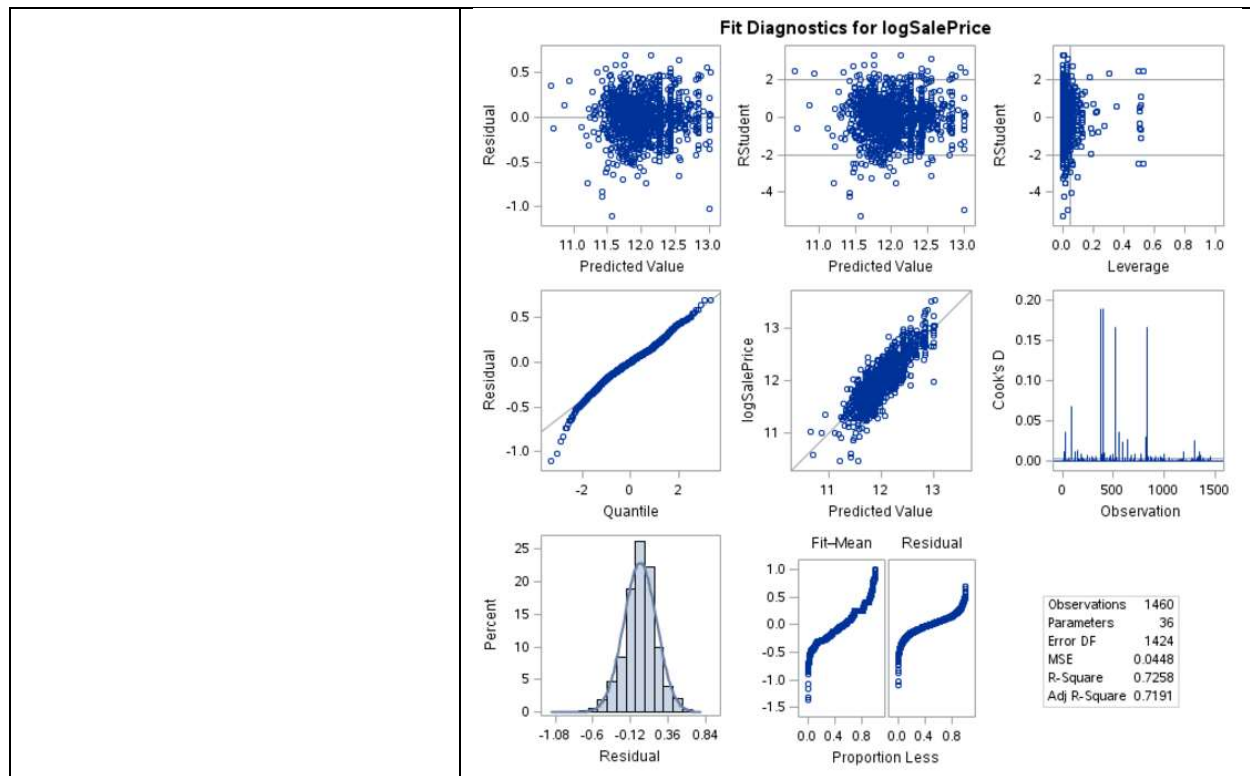 Fit Diagnostics for logSalePrice
Residual
0.5
0.0
-0.5
-1.0
11.0 11.5 12.0 12.5 13.0
Predicted Value
RStudent
2
0
-2
-4
11.0 11.5 12.0 12.5 13.0
Predicted Value
RStudent
2
0
-2
-4
0.0 0.2 0.4 0.6 0.8 1.0
Leverage
Residual
0.5
0.0
-0.5
-1.0
-2 0 2
Quantile
logSalePrice
13
12
11
11 12 13
Predicted Value
Cook's D
0.20
0.15
0.10
0.05
0.00
0 500 1000 1500
Observation
Percent
25
20
15
10
5
0
-1.08 -0.6 -0.12 0.36 0.84
Residual
Fit–Mean Residual
1.0
0.5
0.0
-0.5
-1.0
-1.5
0.0 0.4 0.8 0.0 0.4 0.8
Proportion Less
Observations 1460
Parameters 36
Error DF 1424
MSE 0.0448
R-Square 0.7258
Adj R-Square 0.7191